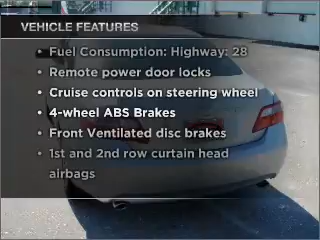 VEHICLE FEATURES
• Fuel Consumption: Highway: 28
• Remote power door locks
• Cruise controls on steering wheel
• 4-wheel ABS Brakes
• Front Ventilated disc brakes
• 1st and 2nd row curtain head
airbags